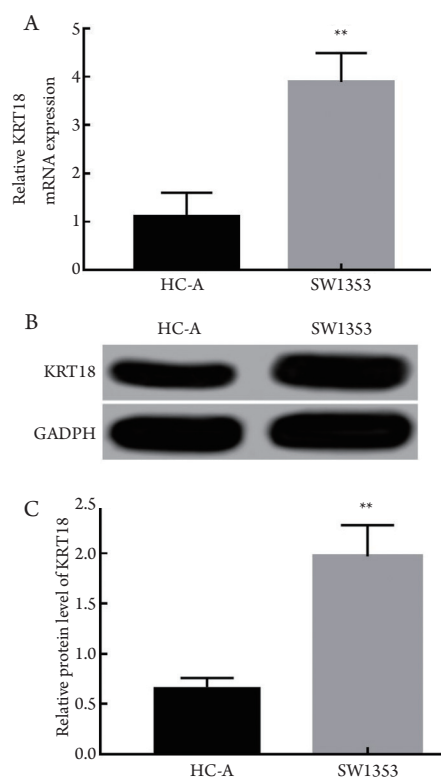 A
Relative KRT18
mRNA expression
5
4
3
2
1
0
**
HC-A
SW1353
B
HC-A
SW1353
KRT18
GADPH
C
Relative protein level of KRT18
2.5
2.0
1.5
1.0
0.5
0.0
**
HC-A
SW1353